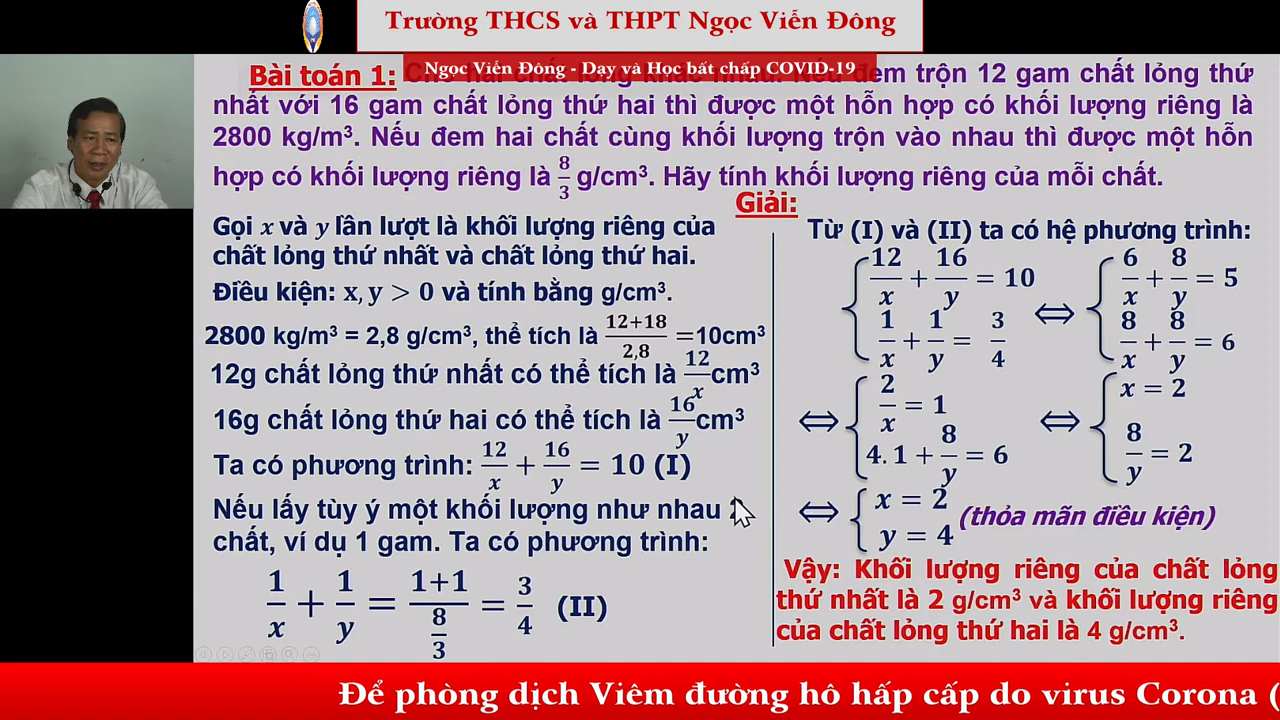 Trường THCS và THPT Ngọc Viễn Đông
Ngọc Viễn Đông - Dạy và Học bất chấp COVID-19
Bài toán 1: Nếu đem trộn 12 gam chất lỏng thứ
nhất với 16 gam chất lỏng thứ hai thì được một hỗn hợp có khối lượng riêng là
2800 kg/m³. Nếu đem hai chất cùng khối lượng trộn vào nhau thì được một hỗn
hợp có khối lượng riêng là 8/3 g/cm³. Hãy tính khối lượng riêng của mỗi chất.
Giải:
Gọi x và y lần lượt là khối lượng riêng của
chất lỏng thứ nhất và chất lỏng thứ hai.
Điều kiện: x, y > 0 và tính bằng g/cm³.
2800 kg/m³ = 2,8 g/cm³, thể tích là (12+18)/2,8 = 10cm³
12g chất lỏng thứ nhất có thể tích là 12/x cm³
16g chất lỏng thứ hai có thể tích là 16/y cm³
Ta có phương trình: 12/x + 16/y = 10 (I)
Nếu lấy tùy ý một khối lượng như nhau
chất, ví dụ 1 gam. Ta có phương trình:
1/x + 1/y = (1+1)/(8/3) = 3/4 (II)
Từ (I) và (II) ta có hệ phương trình:
{ 12/x + 16/y = 10 ⇔ { 6/x + 8/y = 5
{ 1/x + 1/y = 3/4 { 8/x + 8/y = 6
⇔ { 2/x = 1 ⇔ { x = 2
{ 4.1 + 8/y = 6 { 8/y = 2
⇔ { x = 2
{ y = 4 (thỏa mãn điều kiện)
Vậy: Khối lượng riêng của chất lỏng
thứ nhất là 2 g/cm³ và khối lượng riêng
của chất lỏng thứ hai là 4 g/cm³.
Để phòng dịch Viêm đường hô hấp cấp do virus Corona (